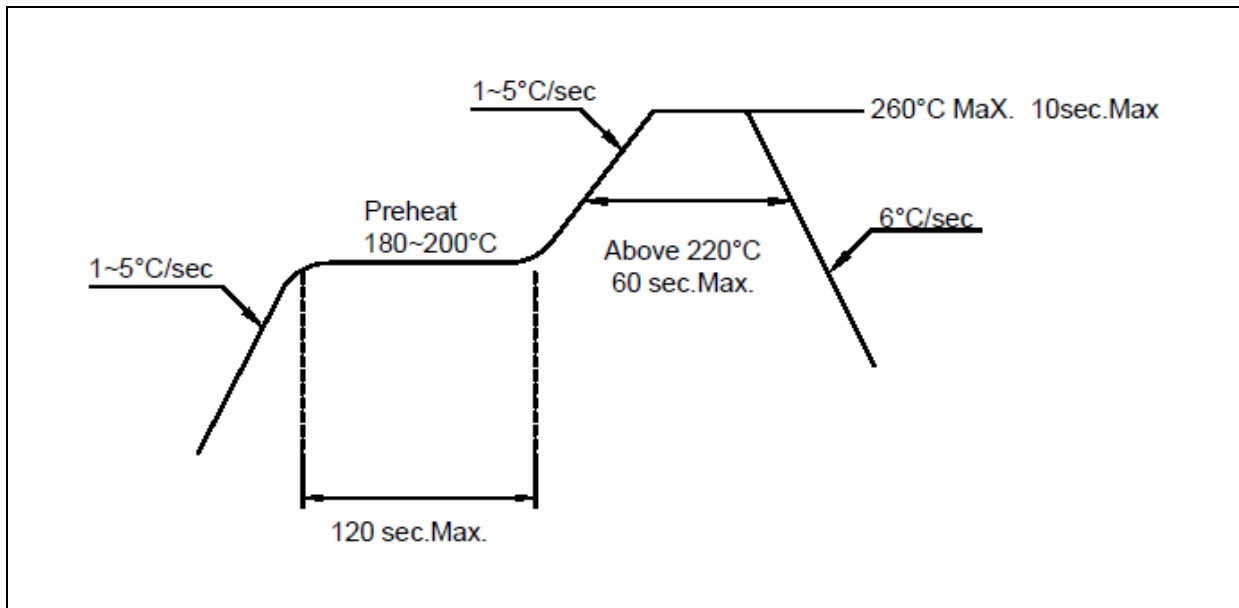 1~5°C/sec
260°C MaX. 10sec.Max
Preheat
180~200°C
6°C/sec
Above 220°C
60 sec.Max.
1~5°C/sec
120 sec.Max.